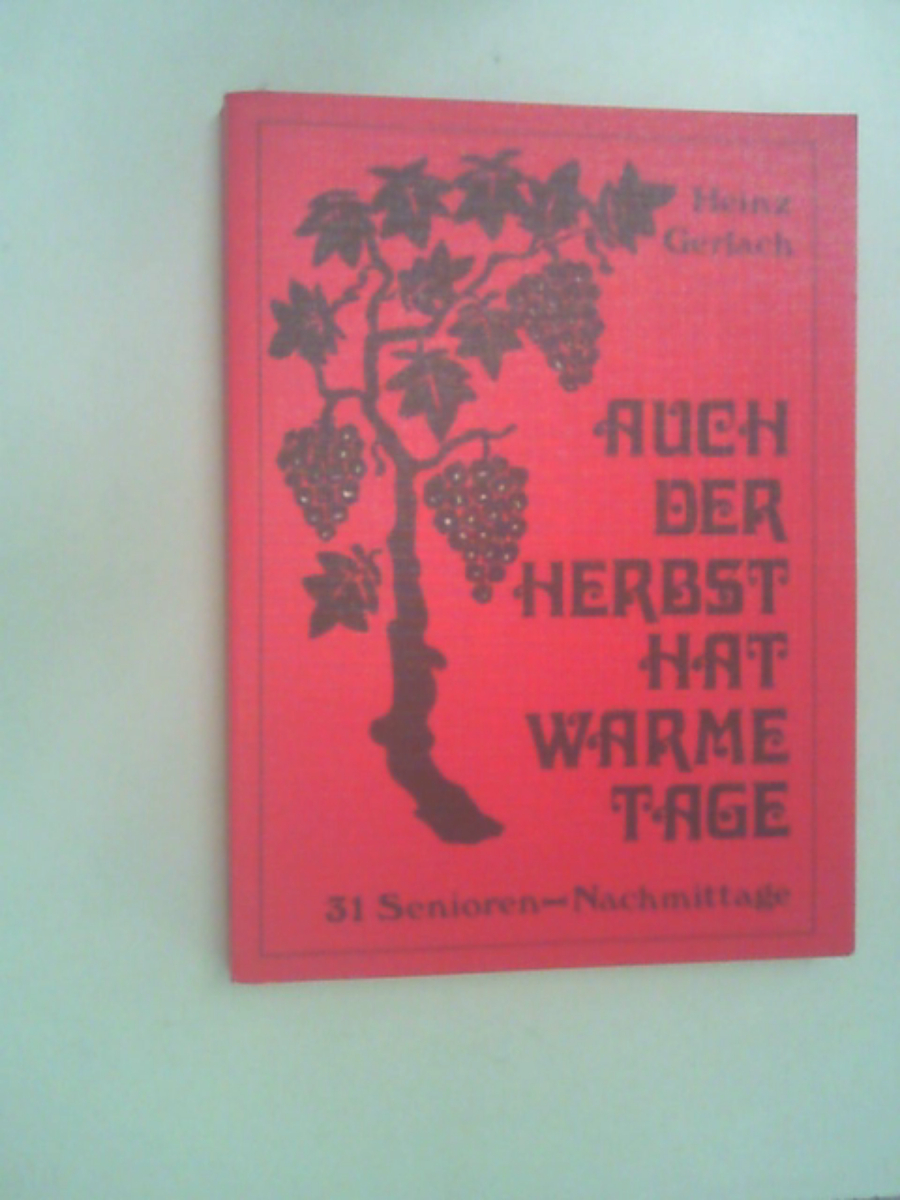 Heinz
Gerlach
AUCH
DER
HERBST
HAT
WARME
TAGE
31 Senioren-Nachmittage